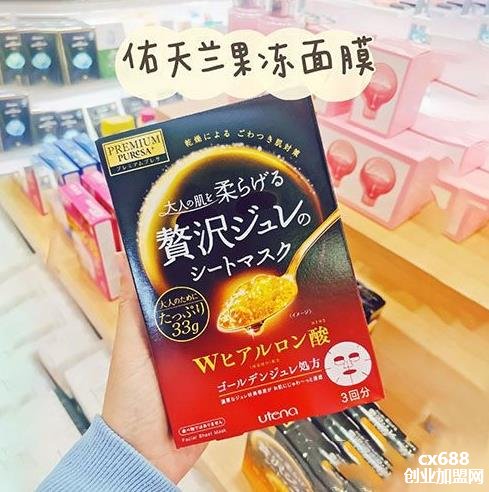 佑天兰果冻面膜
PREMIUM
PUReSA
プレミアムプレサ
乾燥による ごわつき肌対策
大人の肌を柔らげる
贅沢ジュレの
シートマスク
大人のために
たっぷり
33g
〈イメージ〉
Wヒアルロン酸
ゴールデンジュレ処方
3回分
Facial Sheet Mask
utena
cx688
创业加盟网